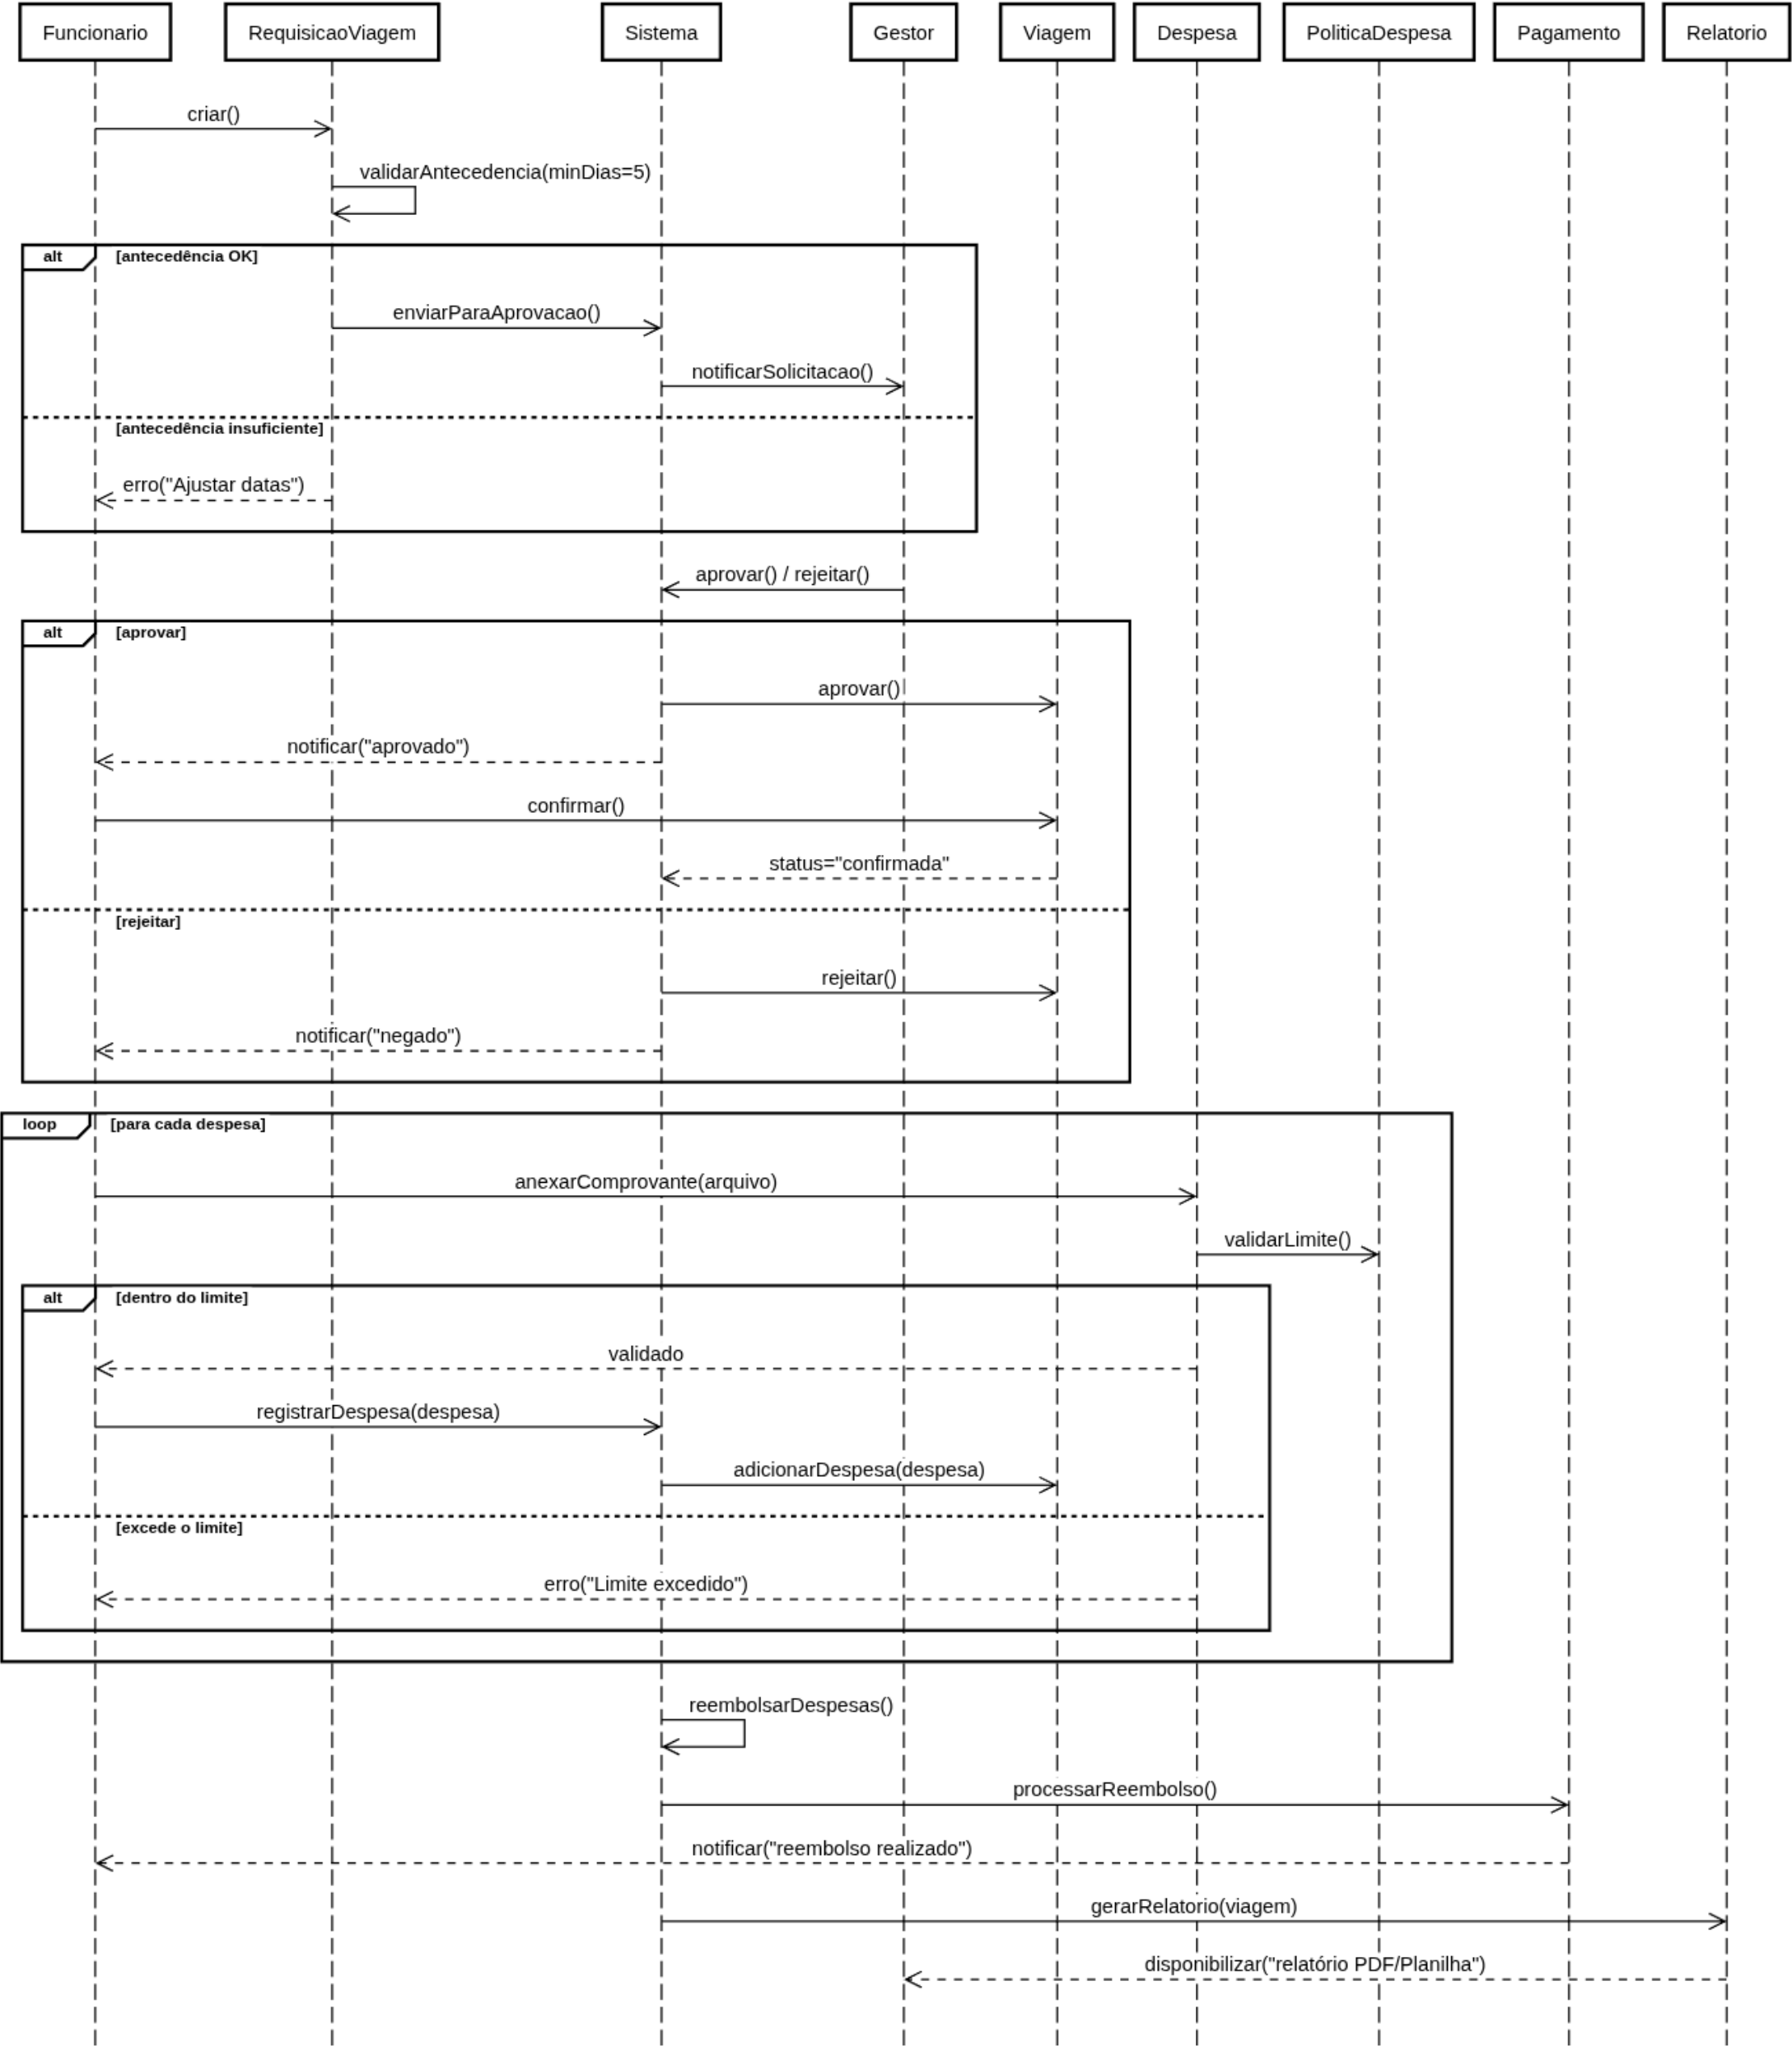 Funcionario
RequisicaoViagem
Sistema
Gestor
Viagem
Despesa
PoliticaDespesa
Pagamento
Relatorio
criar()
validarAntecedencia(minDias=5)
alt
[antecedência OK]
enviarParaAprovacao()
notificarSolicitacao()
[antecedência insuficiente]
erro("Ajustar datas")
aprovar() / rejeitar()
alt
[aprovar]
aprovar()
notificar("aprovado")
confirmar()
status="confirmada"
[rejeitar]
rejeitar()
notificar("negado")
loop
[para cada despesa]
anexarComprovante(arquivo)
validarLimite()
alt
[dentro do limite]
validado
registrarDespesa(despesa)
adicionarDespesa(despesa)
[excede o limite]
erro("Limite excedido")
reembolsarDespesas()
processarReembolso()
notificar("reembolso realizado")
gerarRelatorio(viagem)
disponibilizar("relatório PDF/Planilha")